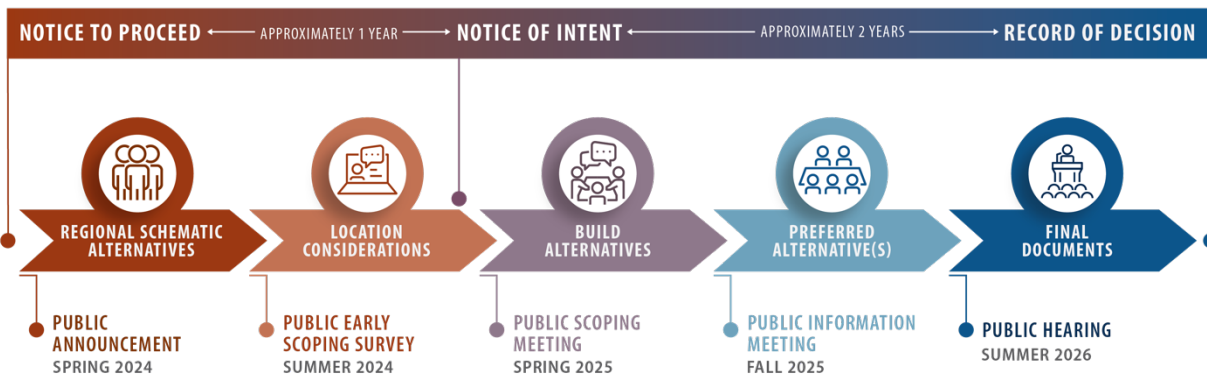 NOTICE TO PROCEED
APPROXIMATELY 1 YEAR
NOTICE OF INTENT
APPROXIMATELY 2 YEARS
RECORD OF DECISION
REGIONAL SCHEMATIC
ALTERNATIVES
LOCATION
CONSIDERATIONS
BUILD
ALTERNATIVES
PREFERRED
ALTERNATIVE(S)
FINAL
DOCUMENTS
PUBLIC
ANNOUNCEMENT
SPRING 2024
PUBLIC EARLY
SCOPING SURVEY
SUMMER 2024
PUBLIC SCOPING
MEETING
SPRING 2025
PUBLIC INFORMATION
MEETING
FALL 2025
PUBLIC HEARING
SUMMER 2026